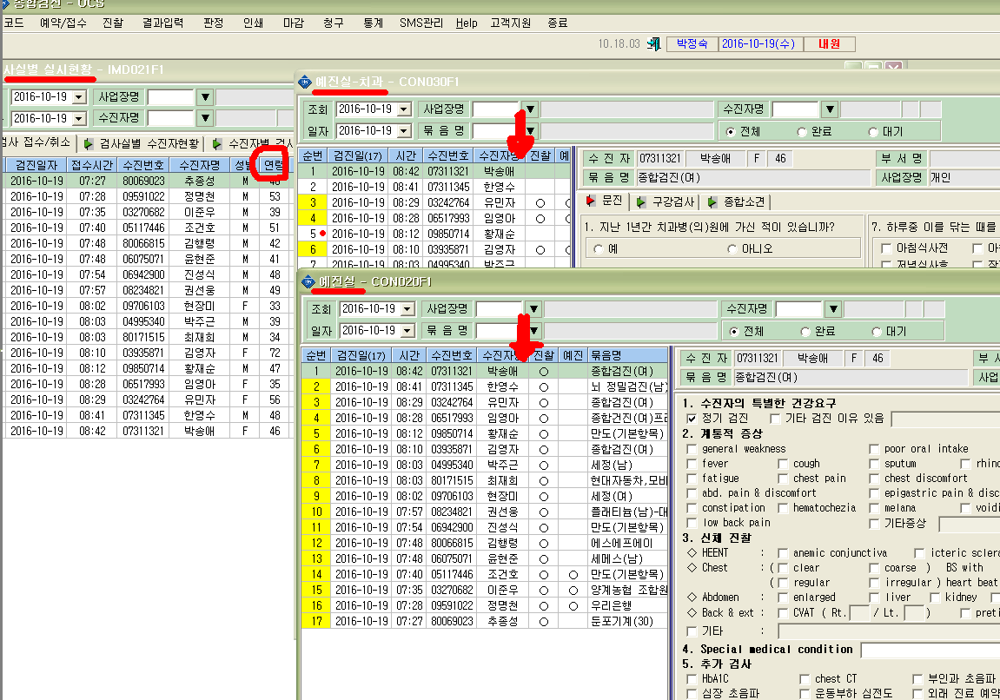 종합검진 - OCS
코드 예약/접수 진찰 결과입력 판정 인쇄 마감 청구 통계 SMS관리 Help 고객지원 종료
10.18.03 박정숙 2016-10-19(수) 내원
사실별 실시현황 - IMD021F1
2016-10-19 사업장명
2016-10-19 수진자명
검사 접수/취소 검사실별 수진자현황 수진자별 검사
검진일자 접수시간 수진번호 수진자명 성별 연령
2016-10-19 07:27 80069023 추종성 M 48
2016-10-19 07:28 09591022 정명천 M 53
2016-10-19 07:35 03270682 이준우 M 39
2016-10-19 07:40 05117446 조건호 M 51
2016-10-19 07:48 80066815 김행령 M 42
2016-10-19 07:48 06075071 윤현준 M 41
2016-10-19 07:54 06942900 진성식 M 48
2016-10-19 07:57 08234821 권선웅 M 49
2016-10-19 08:02 09706103 현장미 F 33
2016-10-19 08:03 04995340 박주근 M 39
2016-10-19 08:03 80171515 최재희 M 34
2016-10-19 08:10 03935871 김영자 F 72
2016-10-19 08:12 09850714 황재순 M 47
2016-10-19 08:28 06517993 임영아 F 35
2016-10-19 08:29 03242764 유민자 F 56
2016-10-19 08:41 07311345 한영수 M 48
2016-10-19 08:42 07311321 박송애 F 46
예진실-치과 - CON030F1
조회 2016-10-19 사업장명 수진자명
일자 2016-10-19 묶 음 명 전체 완료 대기
순번 검진일(17) 시간 수진번호 수진자명 진찰 예
1 2016-10-19 08:42 07311321 박송애
2 2016-10-19 08:41 07311345 한영수
3 2016-10-19 08:29 03242764 유민자 ○ ○
4 2016-10-19 08:28 06517993 임영아 ○ ○
5 2016-10-19 08:12 09850714 황재순
6 2016-10-19 08:10 03935871 김영자 ○ ○
7 2016-10-19 08:03 04995340 박주근
수 진 자 07311321 박송애 F 46 부 서 명
묶 음 명 종합검진(여) 사업장명 개인
문진 구강검사 종합소견
1. 지난 1년간 치과병(의)원에 가신 적이 있습니까?
예 아니오
7. 하루중 이를 닦는 때를
아침식사전
저녁식사후
예진실 - CON020F1
조회 2016-10-19 사업장명 수진자명
일자 2016-10-19 묶 음 명 전체 완료 대기
순번 검진일(17) 시간 수진번호 수진자명 진찰 예진 묶음명
1 2016-10-19 08:42 07311321 박송애 ○ 종합검진(여)
2 2016-10-19 08:41 07311345 한영수 ○ 뇌 정밀검진(남)
3 2016-10-19 08:29 03242764 유민자 ○ 종합검진(여)
4 2016-10-19 08:28 06517993 임영아 ○ 종합건진(여)프리
5 2016-10-19 08:12 09850714 황재순 ○ 만도(기본항목)
6 2016-10-19 08:10 03935871 김영자 ○ 종합검진(여)
7 2016-10-19 08:03 04995340 박주근 ○ 세정(남)
8 2016-10-19 08:03 80171515 최재희 ○ 현대자동차,모비
9 2016-10-19 08:02 09706103 현장미 ○ 세정(여)
10 2016-10-19 07:57 08234821 권선웅 ○ 플래티늄(남)-대
11 2016-10-19 07:54 06942900 진성식 ○ 만도(기본항목)
12 2016-10-19 07:48 80066815 김행령 ○ 에스에프에이
13 2016-10-19 07:48 06075071 윤현준 ○ 세메스(남)
14 2016-10-19 07:40 05117446 조건호 ○ ○ 만도(기본항목)
15 2016-10-19 07:35 03270682 이준우 ○ ○ 양계농협 조합원
16 2016-10-19 07:28 09591022 정명천 ○ ○ 우리은행
17 2016-10-19 07:27 80069023 추종성 ○ 둔포기계(30)
수 진 자 07311321 박송애 F 46 부 서
묶 음 명 종합검진(여) 사업
1. 수진자의 특별한 건강요구
정기 검진 기타 검진 이유 있음
2. 계통적 증상
general weakness poor oral intake
fever cough sputum rhino
fatigue chest pain chest discomfort
abd. pain & discomfort epigastric pain & disc
constipation hematochezia melana voidi
low back pain 기타증상
3. 신체 진찰
◇ HEENT : anemic conjunctiva icteric sclera
◇ Chest : ( clear coarse ) BS with
( regular irregular ) heart beat
◇ Abdomen : enlarged liver kidney
◇ Back & ext : CVAT ( Rt. / Lt. ) preti
기타 :
4. Special medical condition
5. 추가 검사
HbA1C chest CT 부인과 초음파
심장 초음파 운동부하 심전도 외래 진료 예약